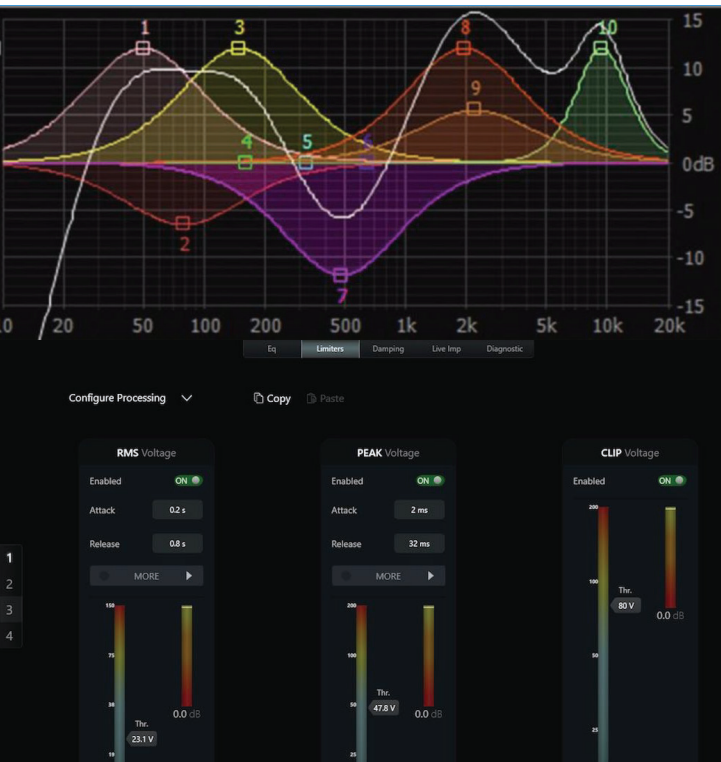 1 3 8 10 15
10
9
5
4 5 6 0dB
-5
2
-10
7
-15
20 50 100 200 500 1k 2k 5k 10k 20k
Eq Limiters Damping Live Imp Diagnostic
Configure Processing Copy Paste
RMS Voltage PEAK Voltage CLIP Voltage
Enabled ON Enabled ON Enabled ON
Attack 0.2 s Attack 2 ms
200
Release 0.8 s Release 32 ms
1
MORE MORE
2
100 Thr.
3
150 200 80 V
0.0 dB
4
75 100 50
38 50 Thr.
47.8 V
0.0 dB 0.0 dB
Thr.
25
23.1 V
19 25